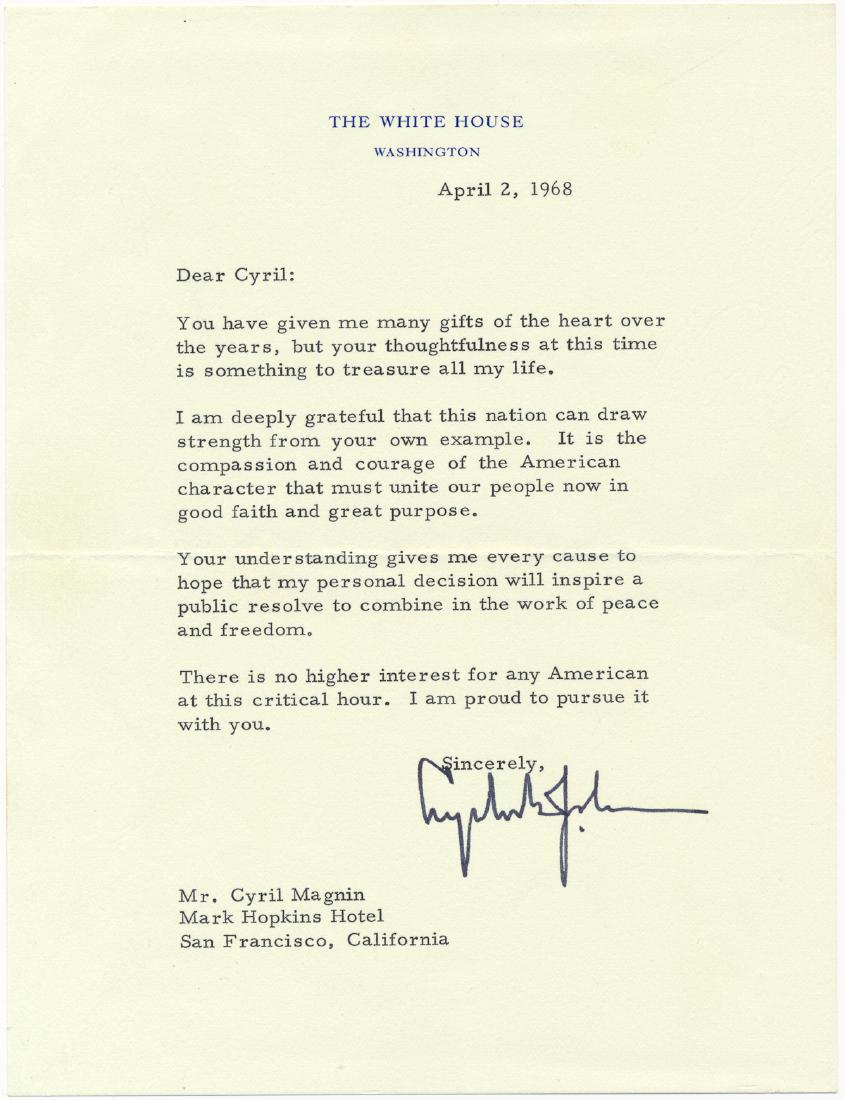 THE WHITE HOUSE
WASHINGTON
April 2, 1968
Dear Cyril:
You have given me many gifts of the heart over
the years, but your thoughtfulness at this time
is something to treasure all my life.
I am deeply grateful that this nation can draw
strength from your own example. It is the
compassion and courage of the American
character that must unite our people now in
good faith and great purpose.
Your understanding gives me every cause to
hope that my personal decision will inspire a
public resolve to combine in the work of peace
and freedom.
There is no higher interest for any American
at this critical hour. I am proud to pursue it
with you.
Sincerely,
Mr. Cyril Magnin
Mark Hopkins Hotel
San Francisco, California